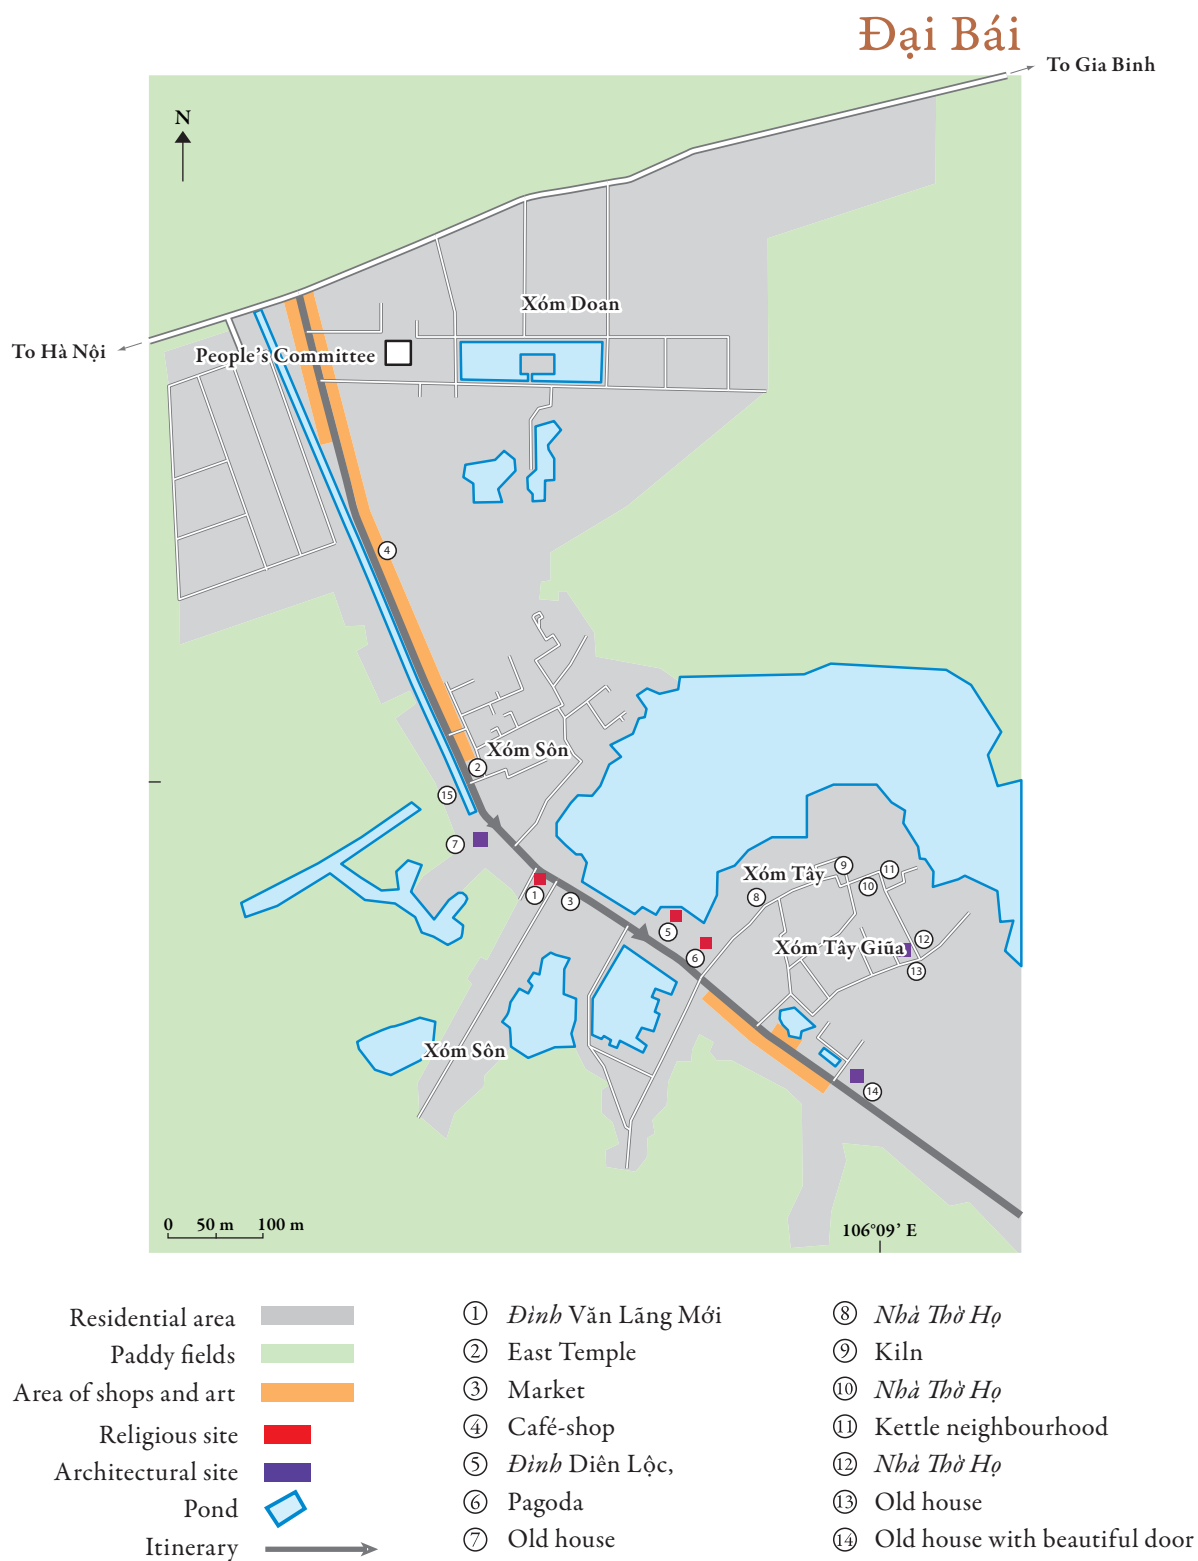 Đại Bái
To Gia Binh
N
Xóm Doan
To Hà Nội
People's Committee
4
Xóm Sôn
2
15
7
Xóm Tây
9
11
10
8
1
3
5
12
Xóm Tây Giũa
6
13
Xóm Sôn
14
0 50 m 100 m
106°09’ E
Residential area
Paddy fields
Area of shops and art
Religious site
Architectural site
Pond
Itinerary
1 Đình Văn Lãng Mới
2 East Temple
3 Market
4 Café-shop
5 Đình Diên Lộc,
6 Pagoda
7 Old house
8 Nhà Thờ Họ
9 Kiln
10 Nhà Thờ Họ
11 Kettle neighbourhood
12 Nhà Thờ Họ
13 Old house
14 Old house with beautiful door